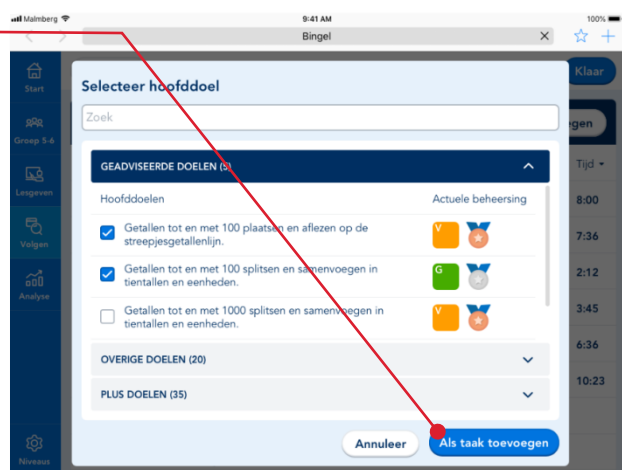 Malmberg
9:41 AM
100%
Bingel
Start
Klaar
Selecteer hoofddoel
Zoek
Groep 5-6
gen
GEADVISEERDE DOELEN (5)
Tijd
Hoofddoelen
Actuele beheersing
Lesgeven
8:00
Getallen tot en met 100 plaatsen en aflezen op de
streepjesgetallenlijn.
V
Volgen
7:36
Getallen tot en met 100 splitsen en samenvoegen in
tientallen en eenheden.
G
2:12
Analyse
Getallen tot en met 1000 splitsen en samenvoegen in
tientallen en eenheden.
V
3:45
OVERIGE DOELEN (20)
6:36
PLUS DOELEN (35)
10:23
Annuleer
Als taak toevoegen
Niveaus